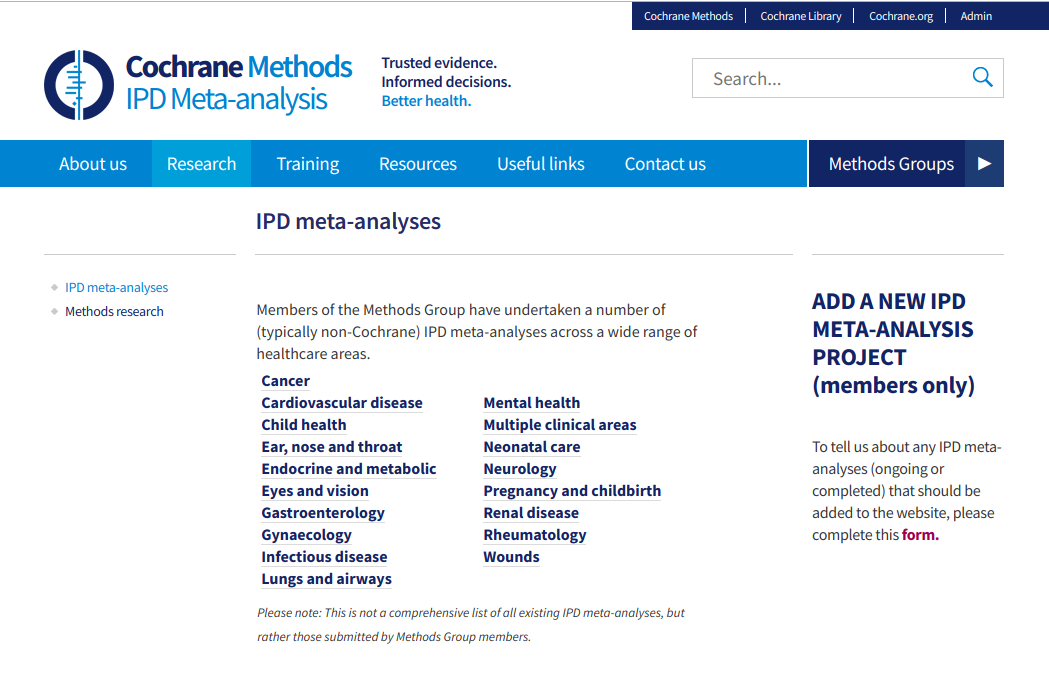 Cochrane Methods
Cochrane Library
Cochrane.org
Admin
Cochrane Methods
IPD Meta-analysis
Trusted evidence.
Informed decisions.
Better health.
Search...
About us
Research
Training
Resources
Useful links
Contact us
Methods Groups
IPD meta-analyses
IPD meta-analyses
Methods research
Members of the Methods Group have undertaken a number of
(typically non-Cochrane) IPD meta-analyses across a wide range of
healthcare areas.
Cancer
Cardiovascular disease
Child health
Ear, nose and throat
Endocrine and metabolic
Eyes and vision
Gastroenterology
Gynaecology
Infectious disease
Lungs and airways
Mental health
Multiple clinical areas
Neonatal care
Neurology
Pregnancy and childbirth
Renal disease
Rheumatology
Wounds
Please note: This is not a comprehensive list of all existing IPD meta-analyses, but
rather those submitted by Methods Group members.
ADD A NEW IPD
META-ANALYSIS
PROJECT
(members only)
To tell us about any IPD meta-
analyses (ongoing or
completed) that should be
added to the website, please
complete this form.